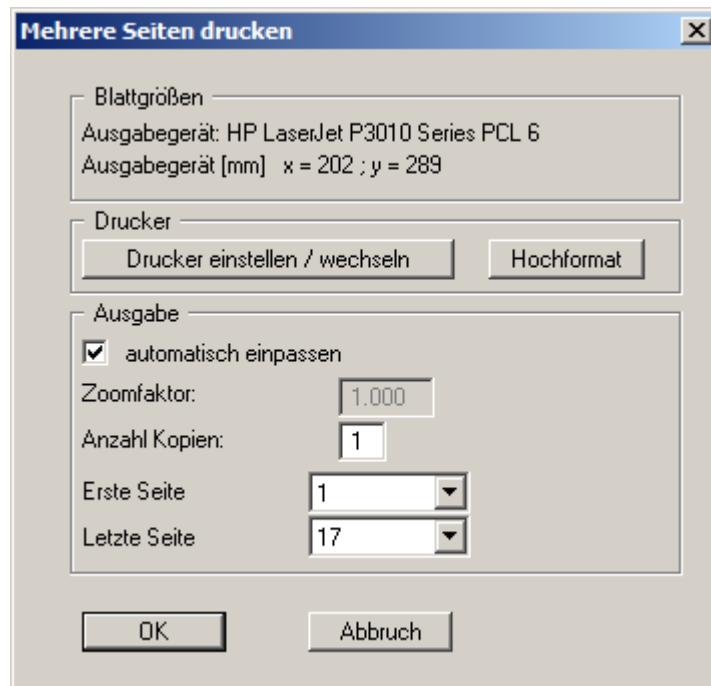 Mehrere Seiten drucken
Blattgrößen
Ausgabegerät: HP LaserJet P3010 Series PCL 6
Ausgabegerät [mm]   x = 202 ; y = 289
Drucker
Drucker einstellen / wechseln   Hochformat
Ausgabe
automatisch einpassen
Zoomfaktor:   1.000
Anzahl Kopien:   1
Erste Seite   1
Letzte Seite   17
OK   Abbruch